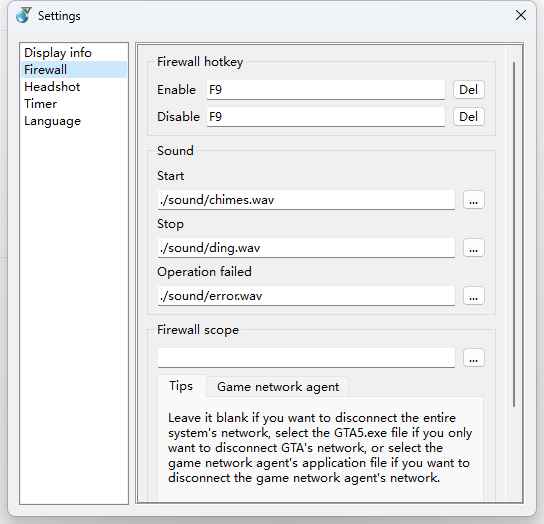 Settings
Display info
Firewall
Headshot
Timer
Language
Firewall hotkey
Enable F9 Del
Disable F9 Del
Sound
Start
./sound/chimes.wav ...
Stop
./sound/ding.wav ...
Operation failed
./sound/error.wav ...
Firewall scope
...
Tips Game network agent
Leave it blank if you want to disconnect the entire
system's network, select the GTA5.exe file if you only
want to disconnect GTA's network, or select the
game network agent's application file if you want to
disconnect the game network agent's network.